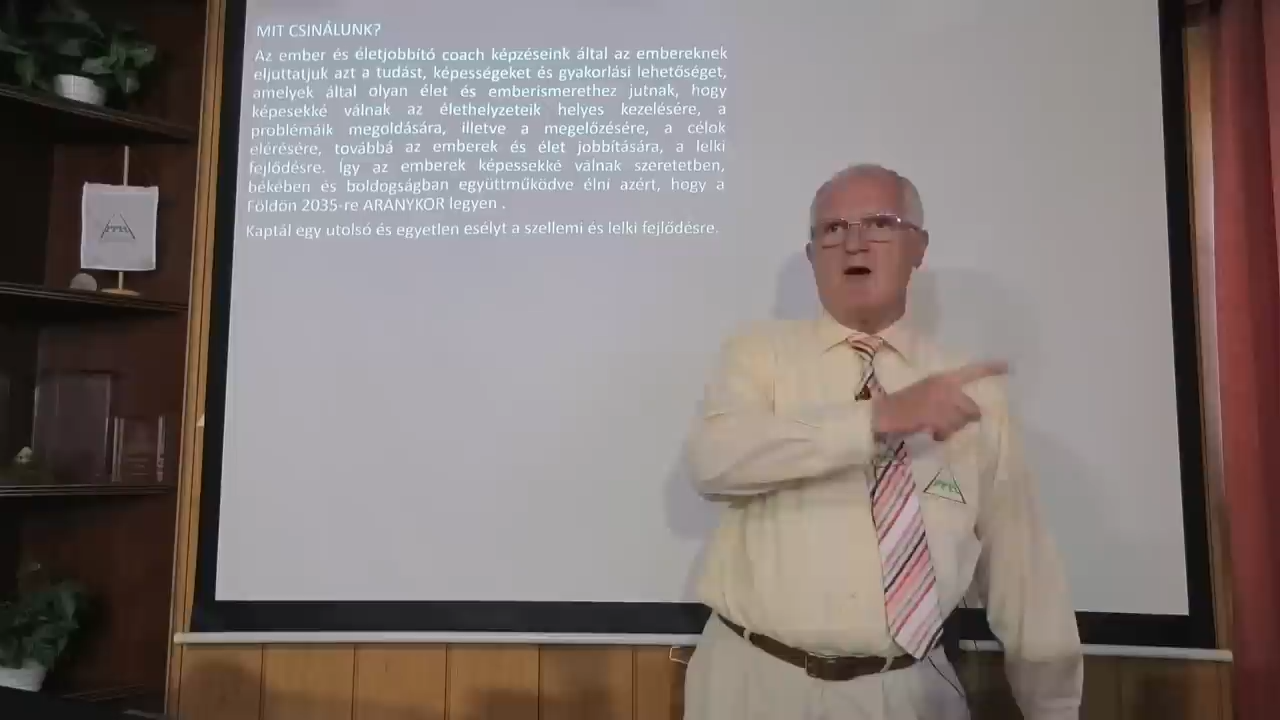 MIT CSINÁLUNK?
Az ember és életjobbító coach képzéseink által az embereknek
eljuttatjuk azt a tudást, képességeket és gyakorlási lehetőséget,
amelyek által olyan élet és emberismerethez jutnak, hogy
képesekké válnak az élethelyzeteik helyes kezelésére, a
problémáik megoldására, illetve a megelőzésére, a célok
elérésére, továbbá az emberek és élet jobbítására, a lelki
fejlődésre. Így az emberek képessekké válnak szeretetben,
békében és boldogságban együttműködve élni azért, hogy a
Földön 2035-re ARANYKOR legyen .
Kaptál egy utolsó és egyetlen esélyt a szellemi és lelki fejlődésre.